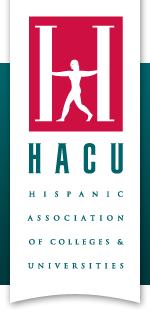 H
HACU
HISPANIC
ASSOCIATION
OF COLLEGES &
UNIVERSITIES